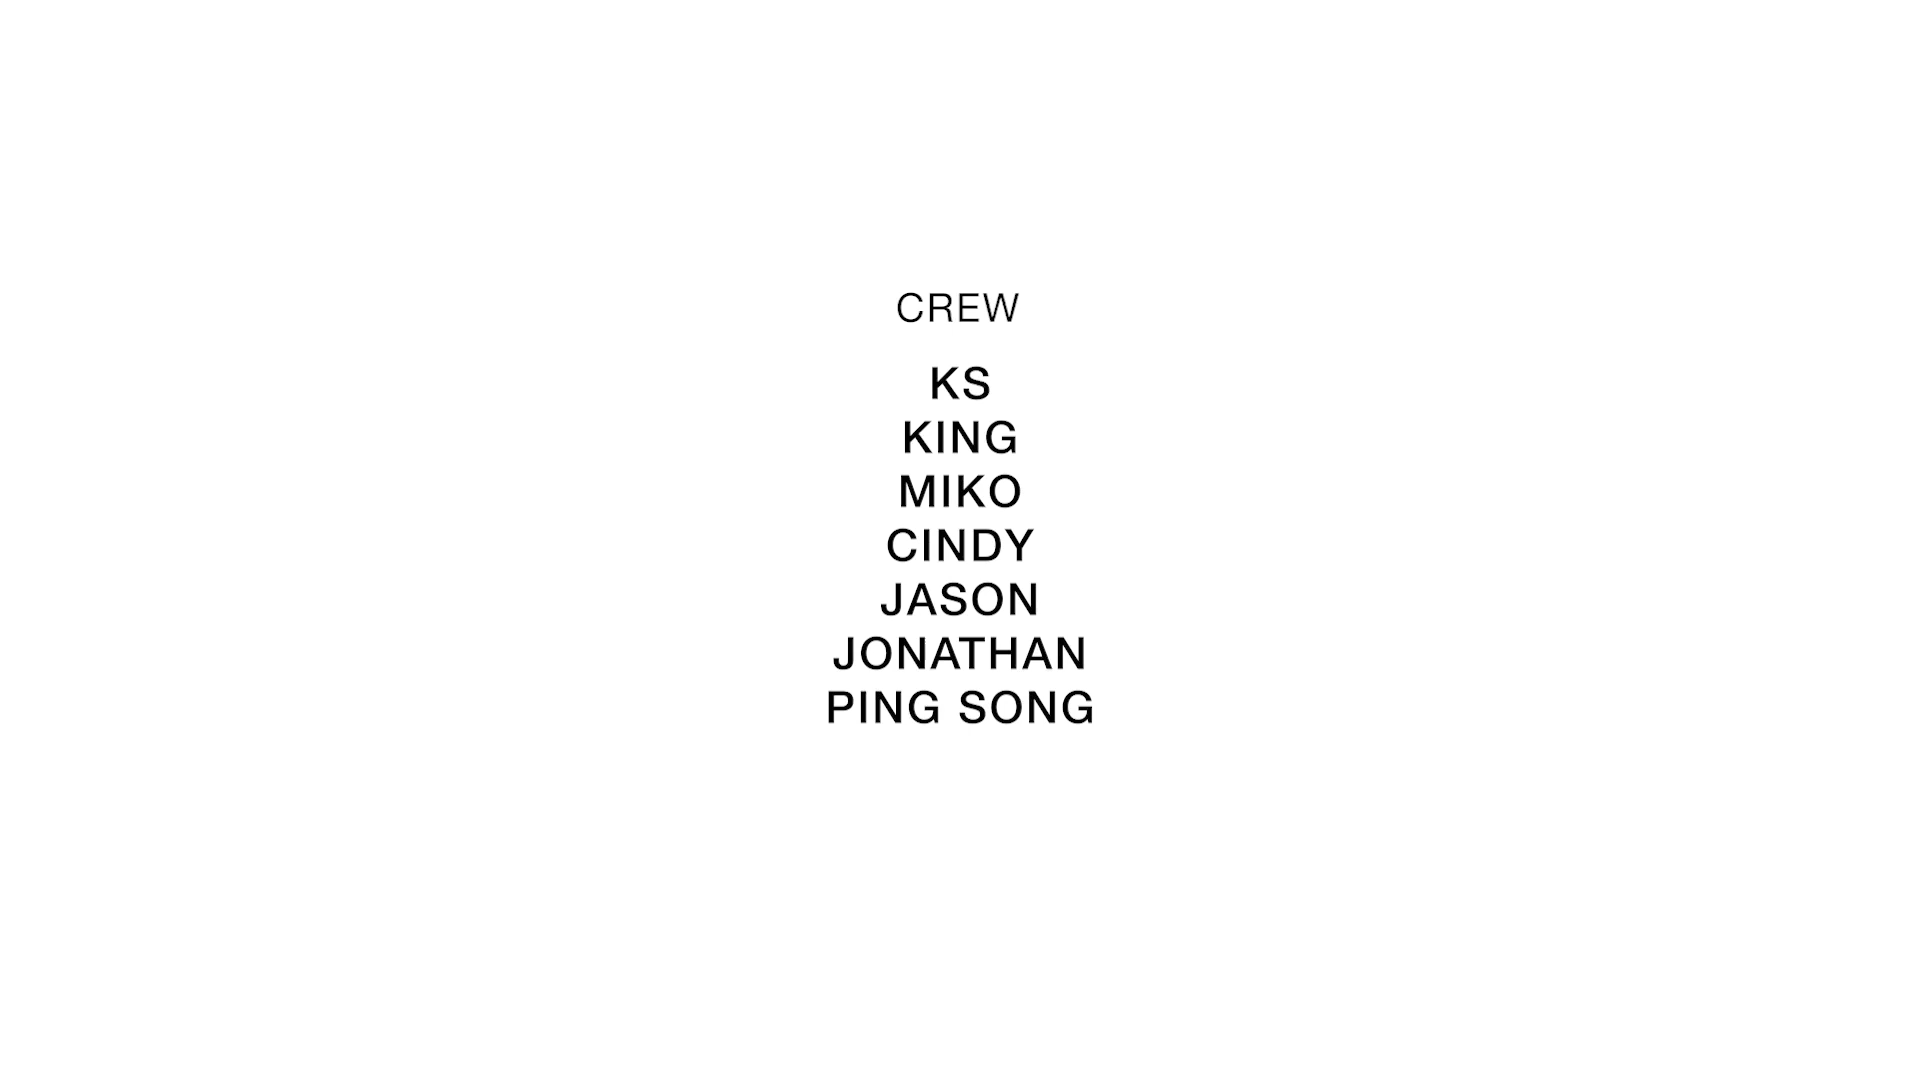 CREW
KS
KING
MIKO
CINDY
JASON
JONATHAN
PING SONG